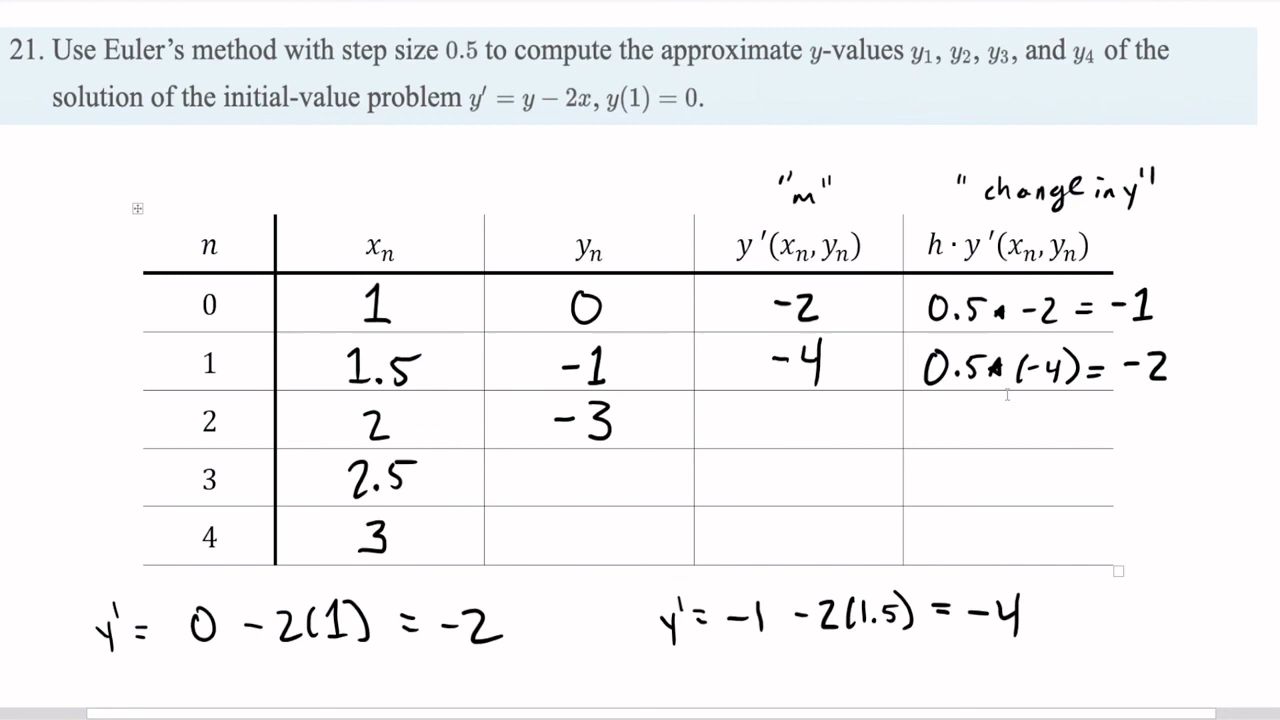 21. Use Euler's method with step size 0.5 to compute the approximate y-values y₁, y₂, y₃, and y₄ of the
solution of the initial-value problem y′ = y − 2x, y(1) = 0.
"m" "change in y"
n xₙ yₙ y ′(xₙ, yₙ) h · y ′(xₙ, yₙ)
0 1 0 -2 0.5 • -2 = -1
1 1.5 -1 -4 0.5 • (-4) = -2
2 2 -3
3 2.5
4 3
y' = 0 - 2(1) = -2 y' = -1 - 2(1.5) = -4